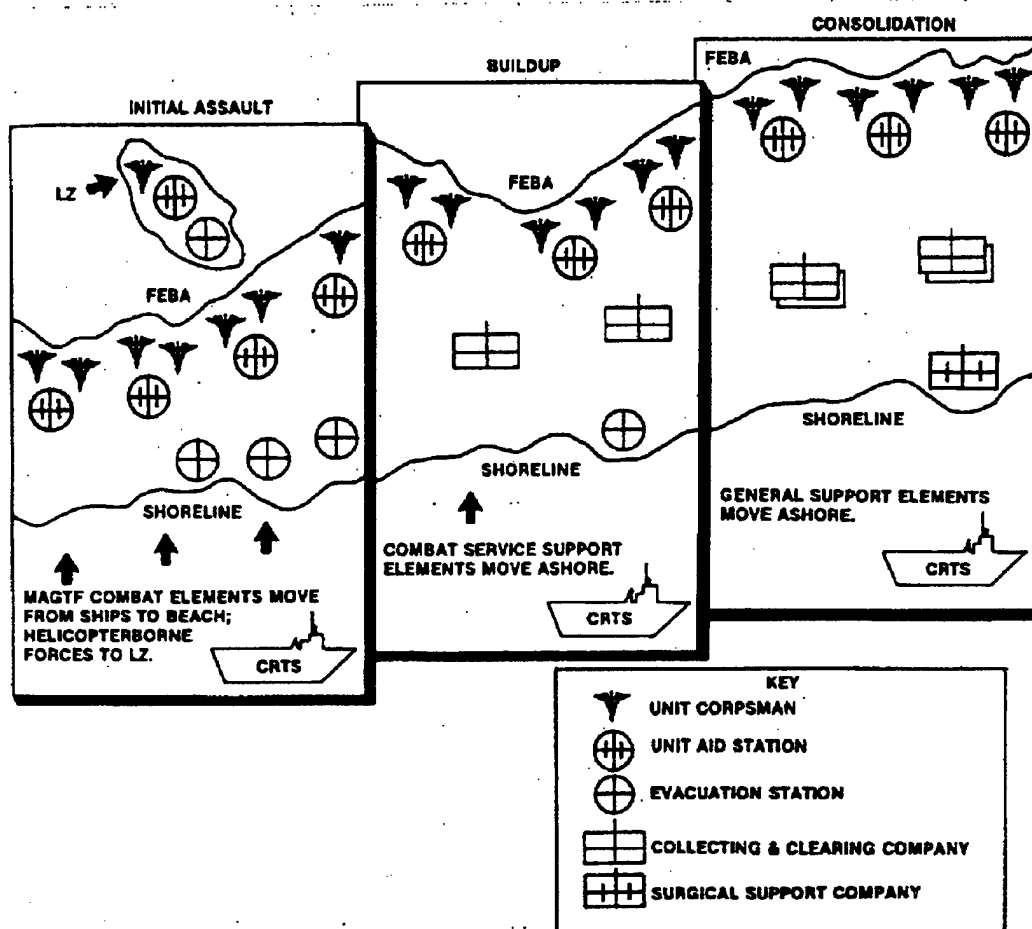 INITIAL ASSAULT
LZ
FEBA
SHORELINE
MAGTF COMBAT ELEMENTS MOVE
FROM SHIPS TO BEACH;
HELICOPTERBORNE
FORCES TO LZ.
CRTS
BUILDUP
FEBA
SHORELINE
COMBAT SERVICE SUPPORT
ELEMENTS MOVE ASHORE.
CRTS
CONSOLIDATION
FEBA
SHORELINE
GENERAL SUPPORT ELEMENTS
MOVE ASHORE.
CRTS
KEY
UNIT CORPSMAN
UNIT AID STATION
EVACUATION STATION
COLLECTING & CLEARING COMPANY
SURGICAL SUPPORT COMPANY